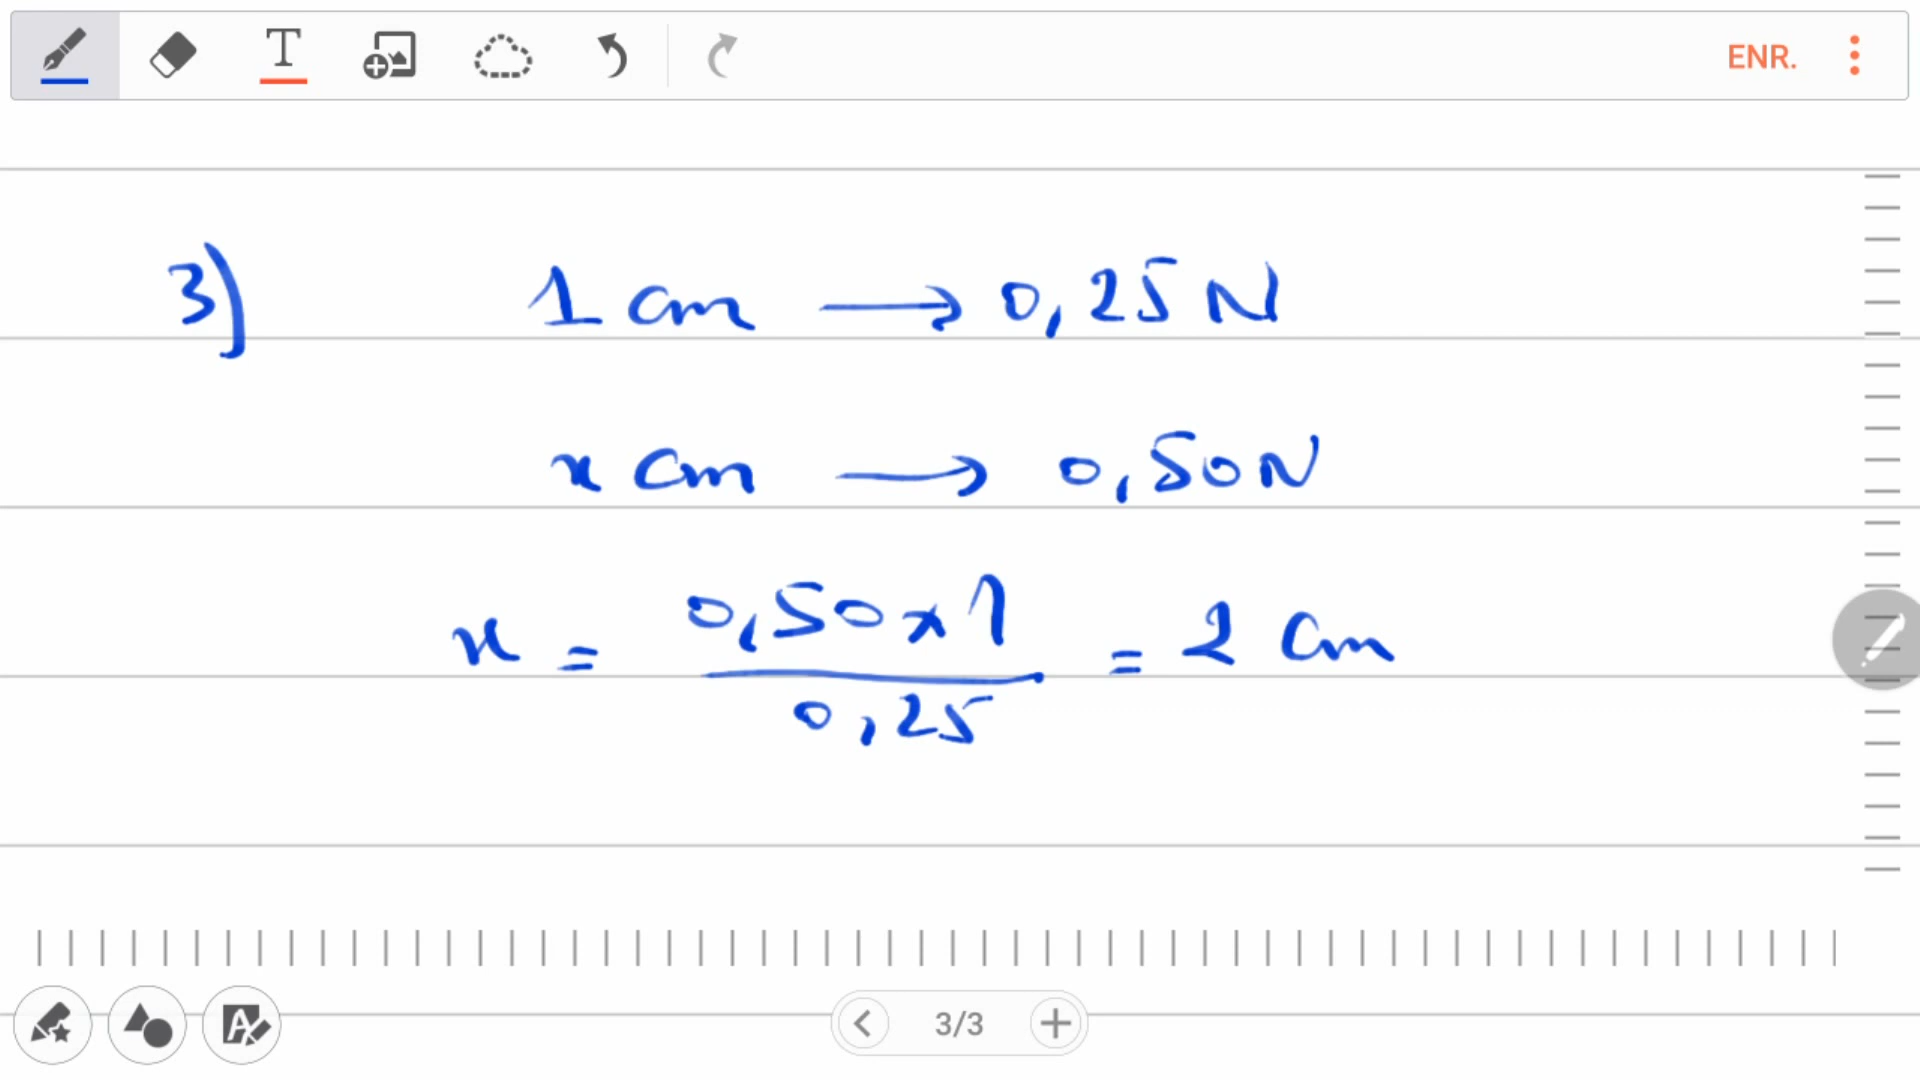 T
ENR.
3) 1 cm → 0,25 N
x cm → 0,50 N
x = 0,50 x 1 / 0,25 = 2 cm
A
3/3